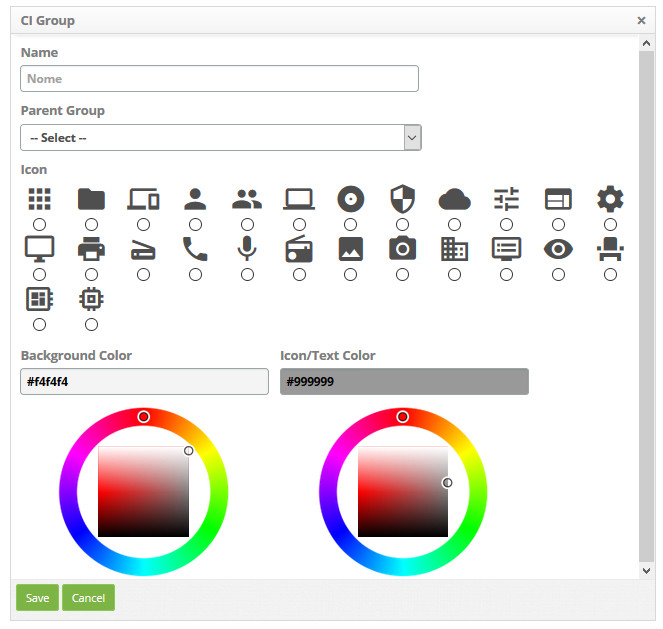 CI Group
Name
Nome
Parent Group
-- Select --
Icon
Background Color Icon/Text Color
#f4f4f4 #999999
Save Cancel